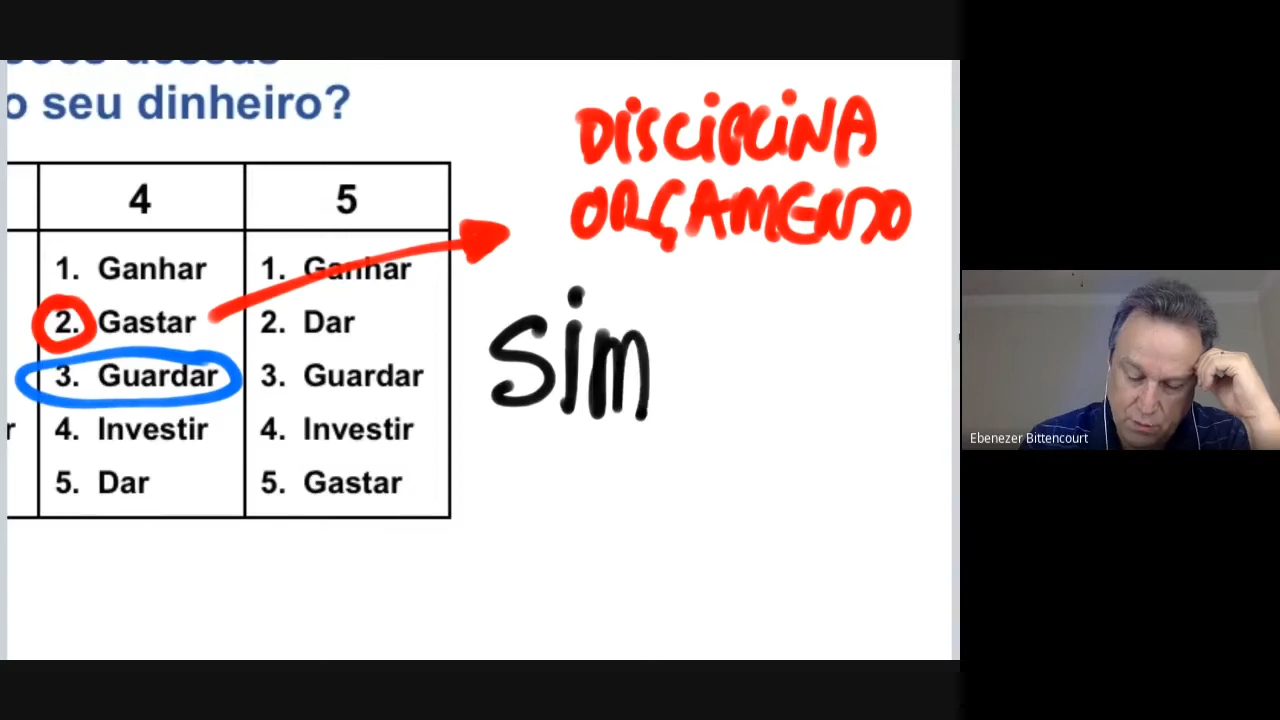 o seu dinheiro?
DISCIPLINA
ORÇAMENTO
4 5
1. Ganhar 1. Ganhar
2. Gastar 2. Dar
3. Guardar 3. Guardar
r 4. Investir 4. Investir
5. Dar 5. Gastar
Sim
Ebenezer Bittencourt